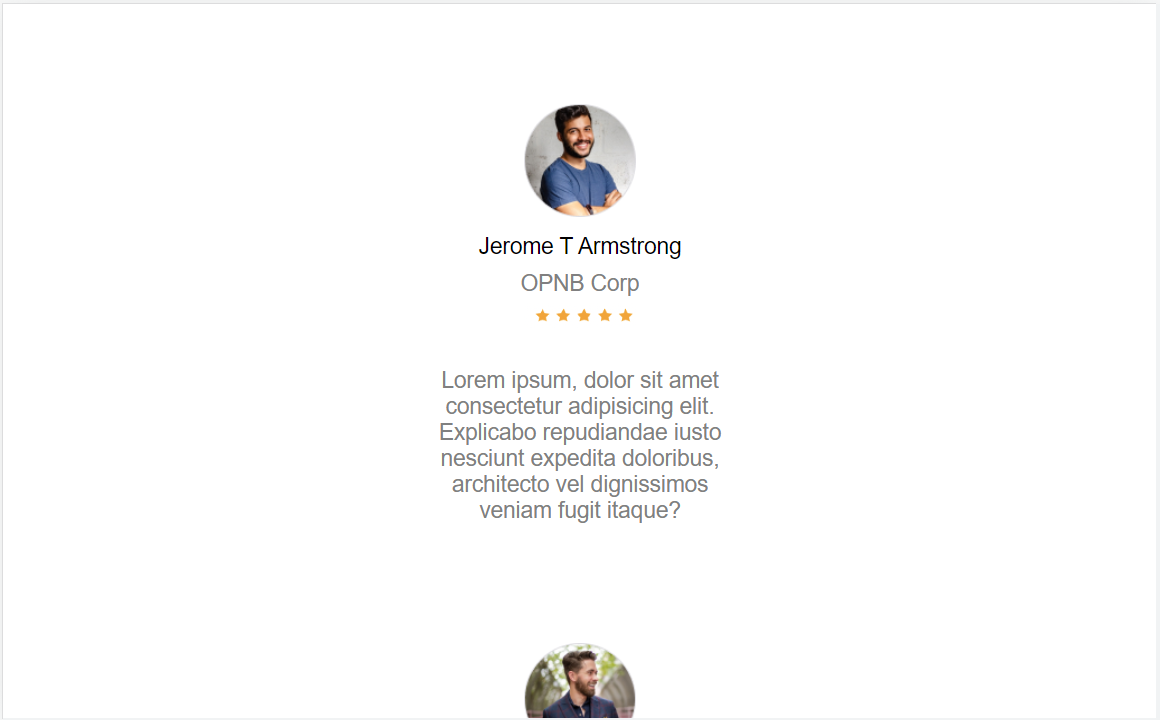 Jerome T Armstrong
OPNB Corp
Lorem ipsum, dolor sit amet
consectetur adipisicing elit.
Explicabo repudiandae iusto
nesciunt expedita doloribus,
architecto vel dignissimos
veniam fugit itaque?